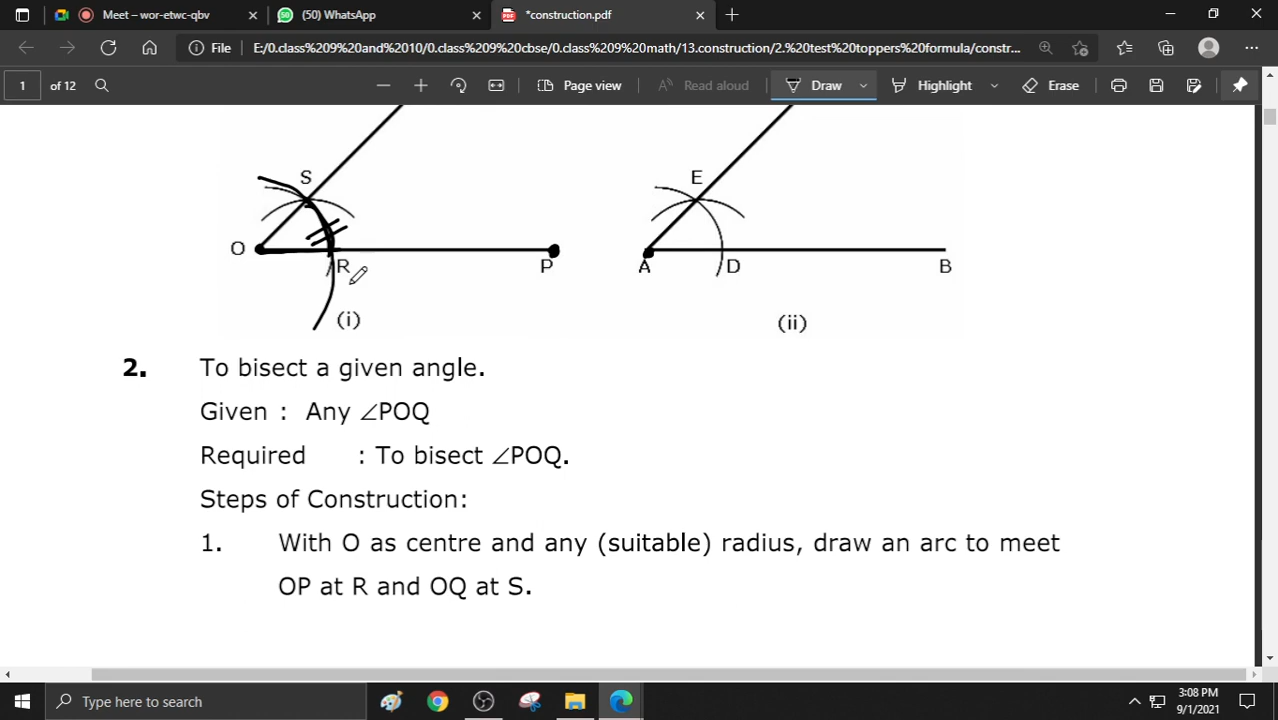 Meet – wor-etwc-qbv
(50) WhatsApp
*construction.pdf
File
E:/0.class%209%20and%2010/0.class%209%20cbse/0.class%209%20math/13.construction/2.%20test%20toppers%20formula/constr...
1 of 12
Page view
Read aloud
Draw
Highlight
Erase
S
E
O
R
P
A
D
B
(i)
(ii)
2. To bisect a given angle.
Given : Any ∠POQ
Required : To bisect ∠POQ.
Steps of Construction:
1. With O as centre and any (suitable) radius, draw an arc to meet
OP at R and OQ at S.
Type here to search
3:08 PM
9/1/2021